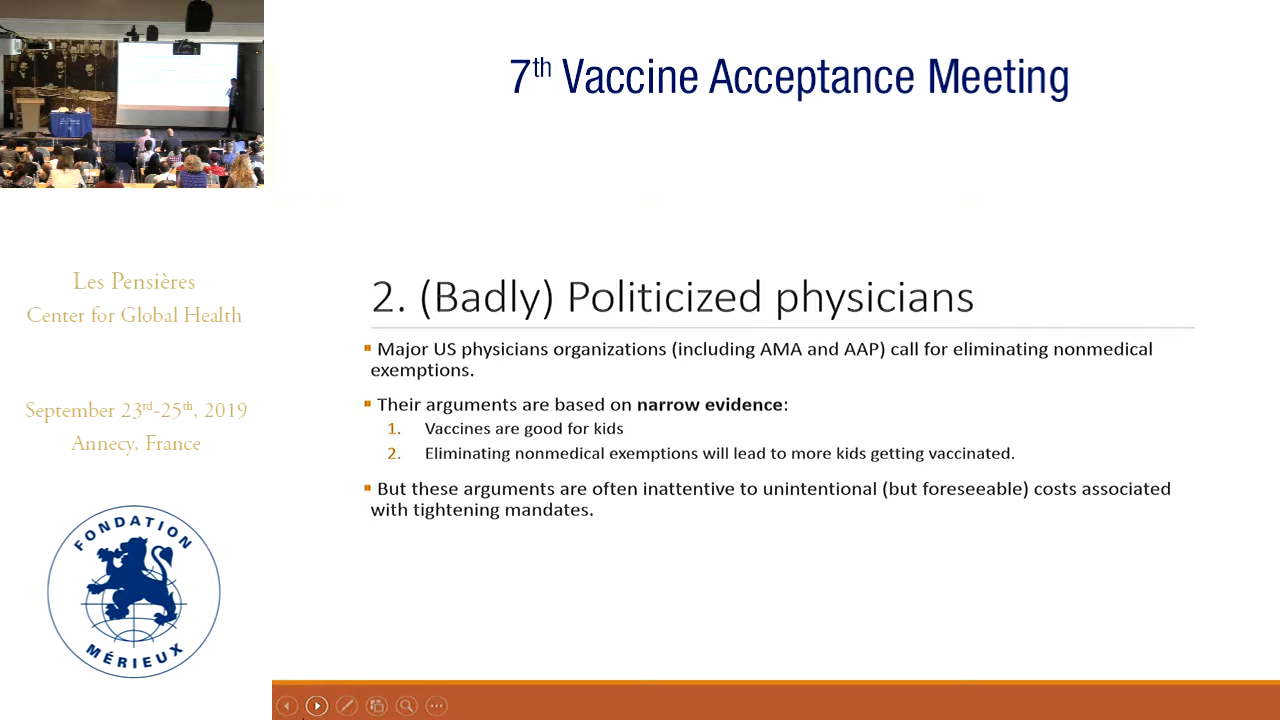 7th Vaccine Acceptance Meeting
Les Pensières
Center for Global Health
September 23rd-25th, 2019
Annecy, France
FONDATION
MÉRIEUX
2. (Badly) Politicized physicians
▪ Major US physicians organizations (including AMA and AAP) call for eliminating nonmedical
exemptions.
▪ Their arguments are based on narrow evidence:
1. Vaccines are good for kids
2. Eliminating nonmedical exemptions will lead to more kids getting vaccinated.
▪ But these arguments are often inattentive to unintentional (but foreseeable) costs associated
with tightening mandates.